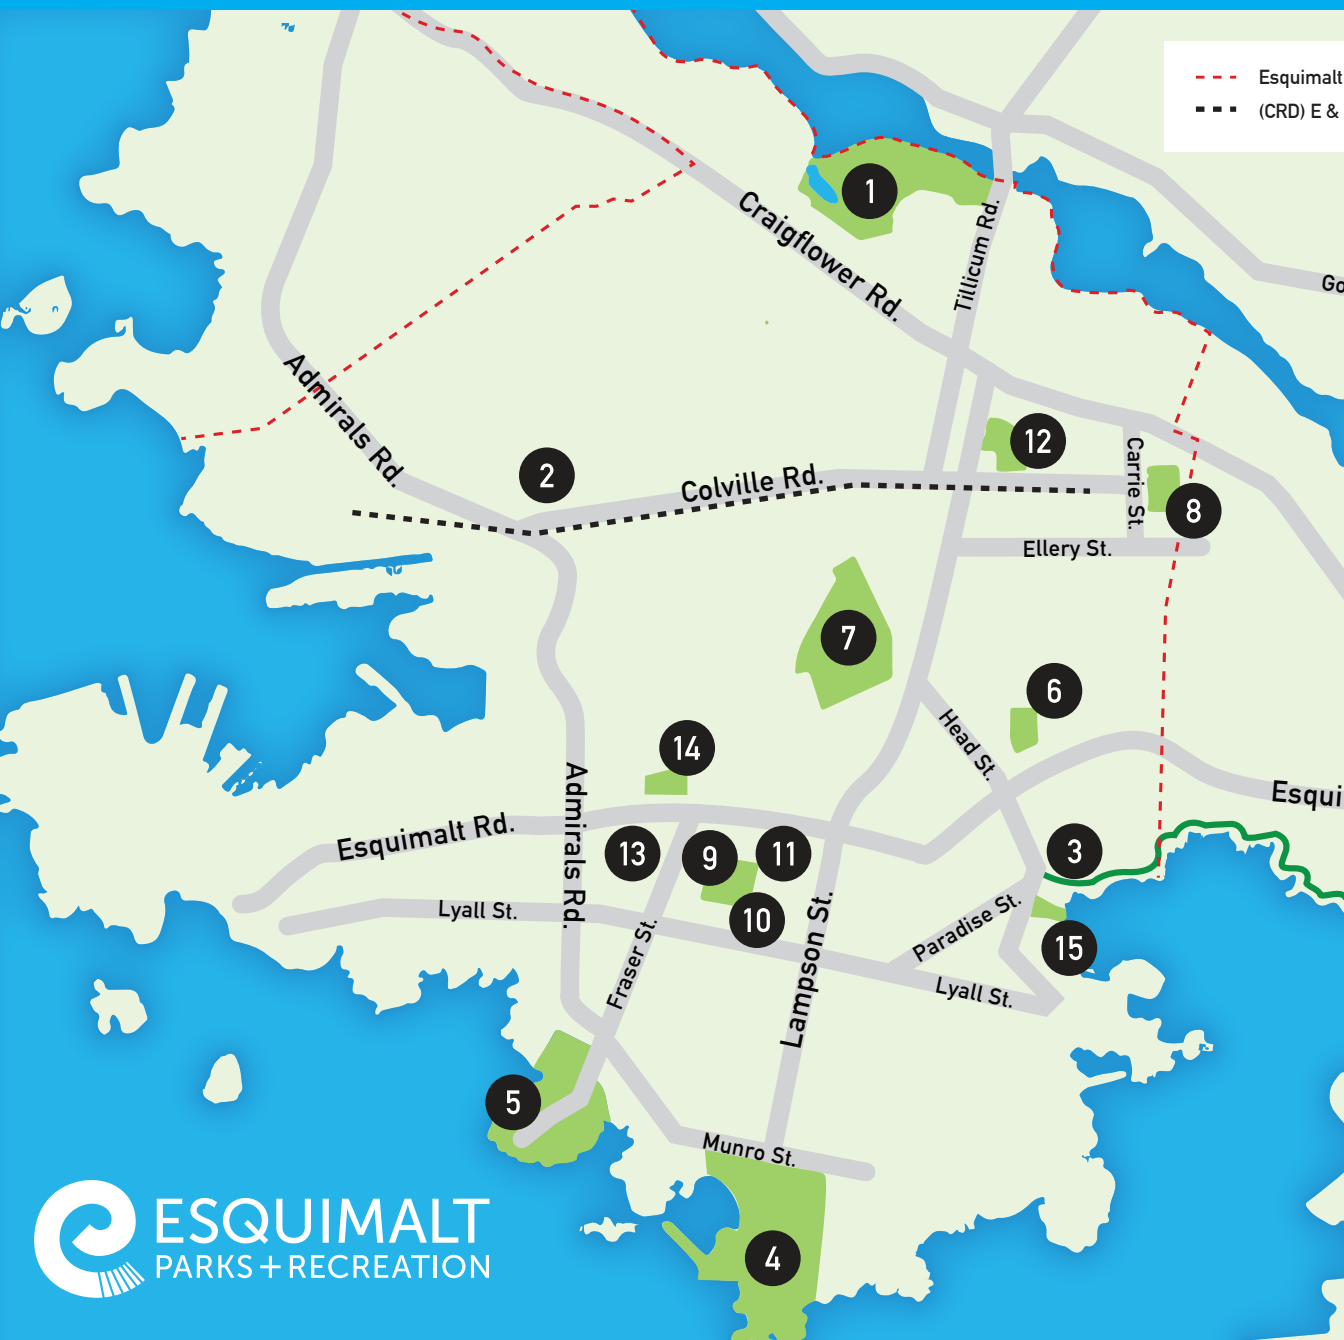 Esquimalt
(CRD) E &
1
Craigflower Rd.
Tillicum Rd.
Go
Admirals Rd.
2
Colville Rd.
12
Carrie St.
8
Ellery St.
7
6
Head St.
14
Admirals Rd.
Esquimalt Rd.
Esqui
13
9
11
3
Lyall St.
10
Fraser St.
Lampson St.
Paradise St.
15
Lyall St.
5
Munro St.
4
ESQUIMALT
PARKS + RECREATION